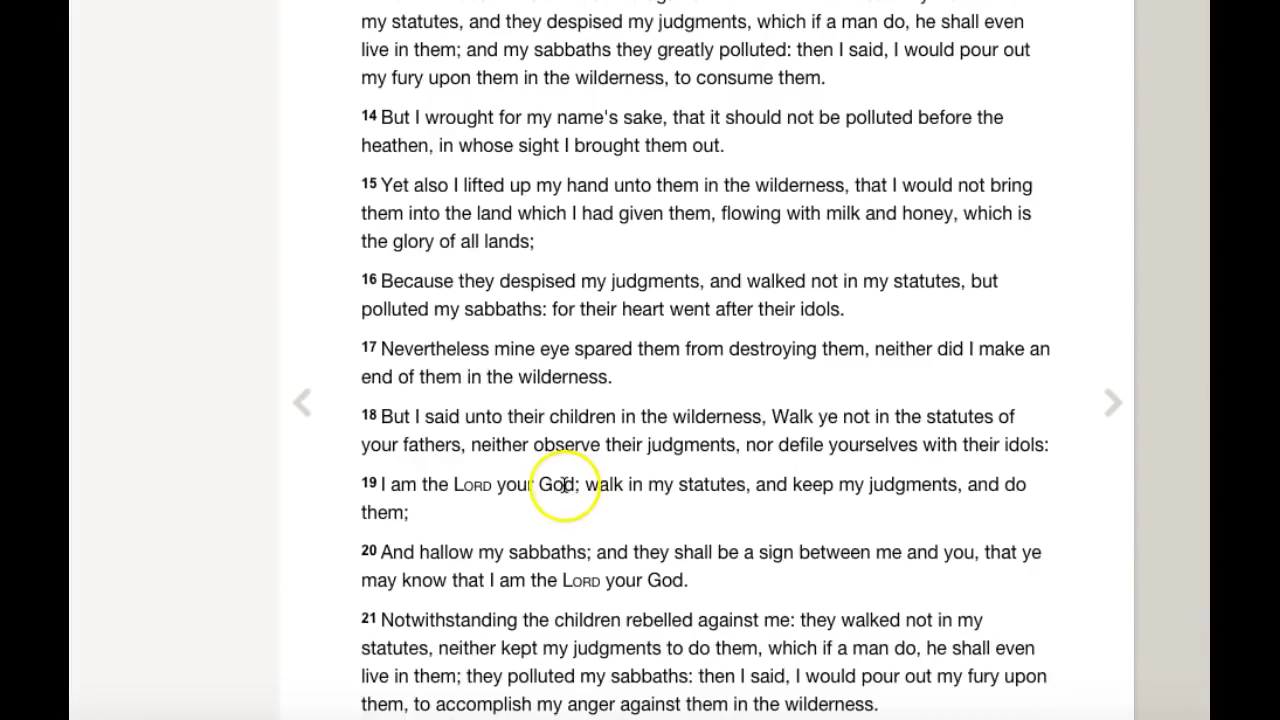 my statutes, and they despised my judgments, which if a man do, he shall even
live in them; and my sabbaths they greatly polluted: then I said, I would pour out
my fury upon them in the wilderness, to consume them.
14 But I wrought for my name's sake, that it should not be polluted before the
heathen, in whose sight I brought them out.
15 Yet also I lifted up my hand unto them in the wilderness, that I would not bring
them into the land which I had given them, flowing with milk and honey, which is
the glory of all lands;
16 Because they despised my judgments, and walked not in my statutes, but
polluted my sabbaths: for their heart went after their idols.
17 Nevertheless mine eye spared them from destroying them, neither did I make an
end of them in the wilderness.
18 But I said unto their children in the wilderness, Walk ye not in the statutes of
your fathers, neither observe their judgments, nor defile yourselves with their idols:
19 I am the LORD your God; walk in my statutes, and keep my judgments, and do
them;
20 And hallow my sabbaths; and they shall be a sign between me and you, that ye
may know that I am the LORD your God.
21 Notwithstanding the children rebelled against me: they walked not in my
statutes, neither kept my judgments to do them, which if a man do, he shall even
live in them; they polluted my sabbaths: then I said, I would pour out my fury upon
them, to accomplish my anger against them in the wilderness.